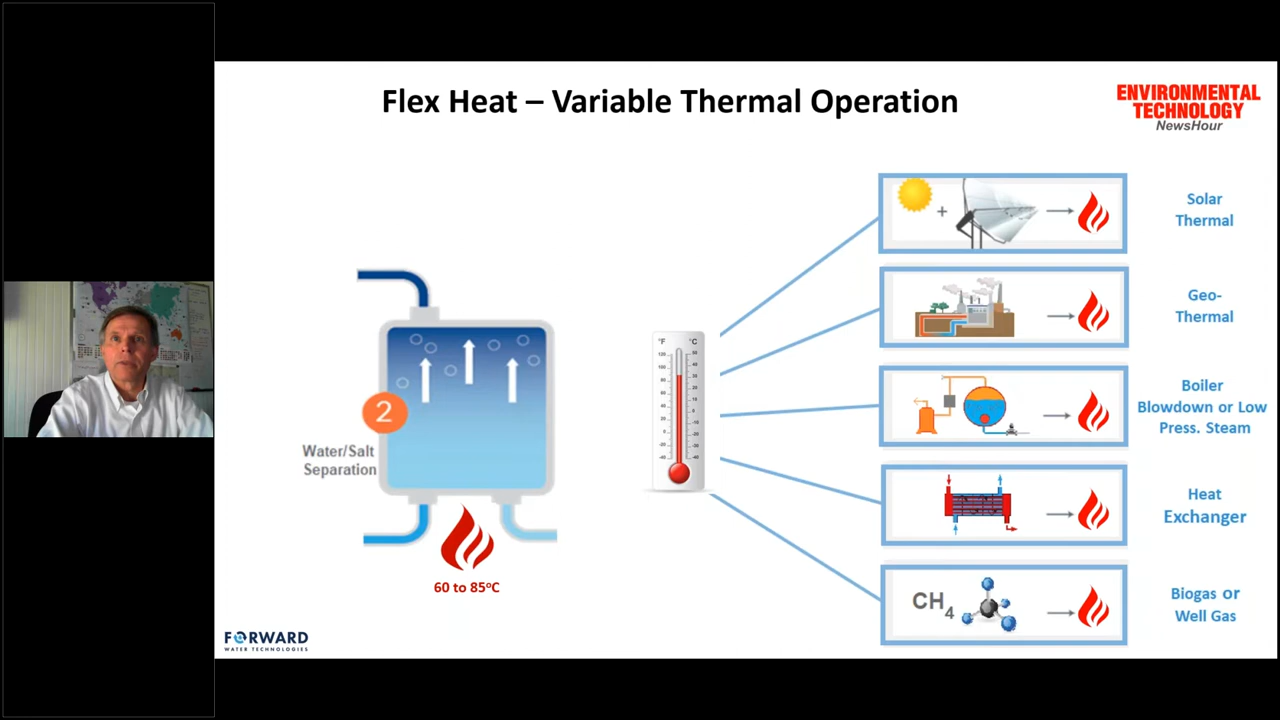 Flex Heat – Variable Thermal Operation
ENVIRONMENTAL
TECHNOLOGY
NewsHour
Solar
Thermal
+
Geo-
Thermal
Boiler
Blowdown or Low
Press. Steam
Heat
Exchanger
CH4
Biogas or
Well Gas
°F
°C
2
Water/Salt
Separation
60 to 85°C
FORWARD
WATER TECHNOLOGIES